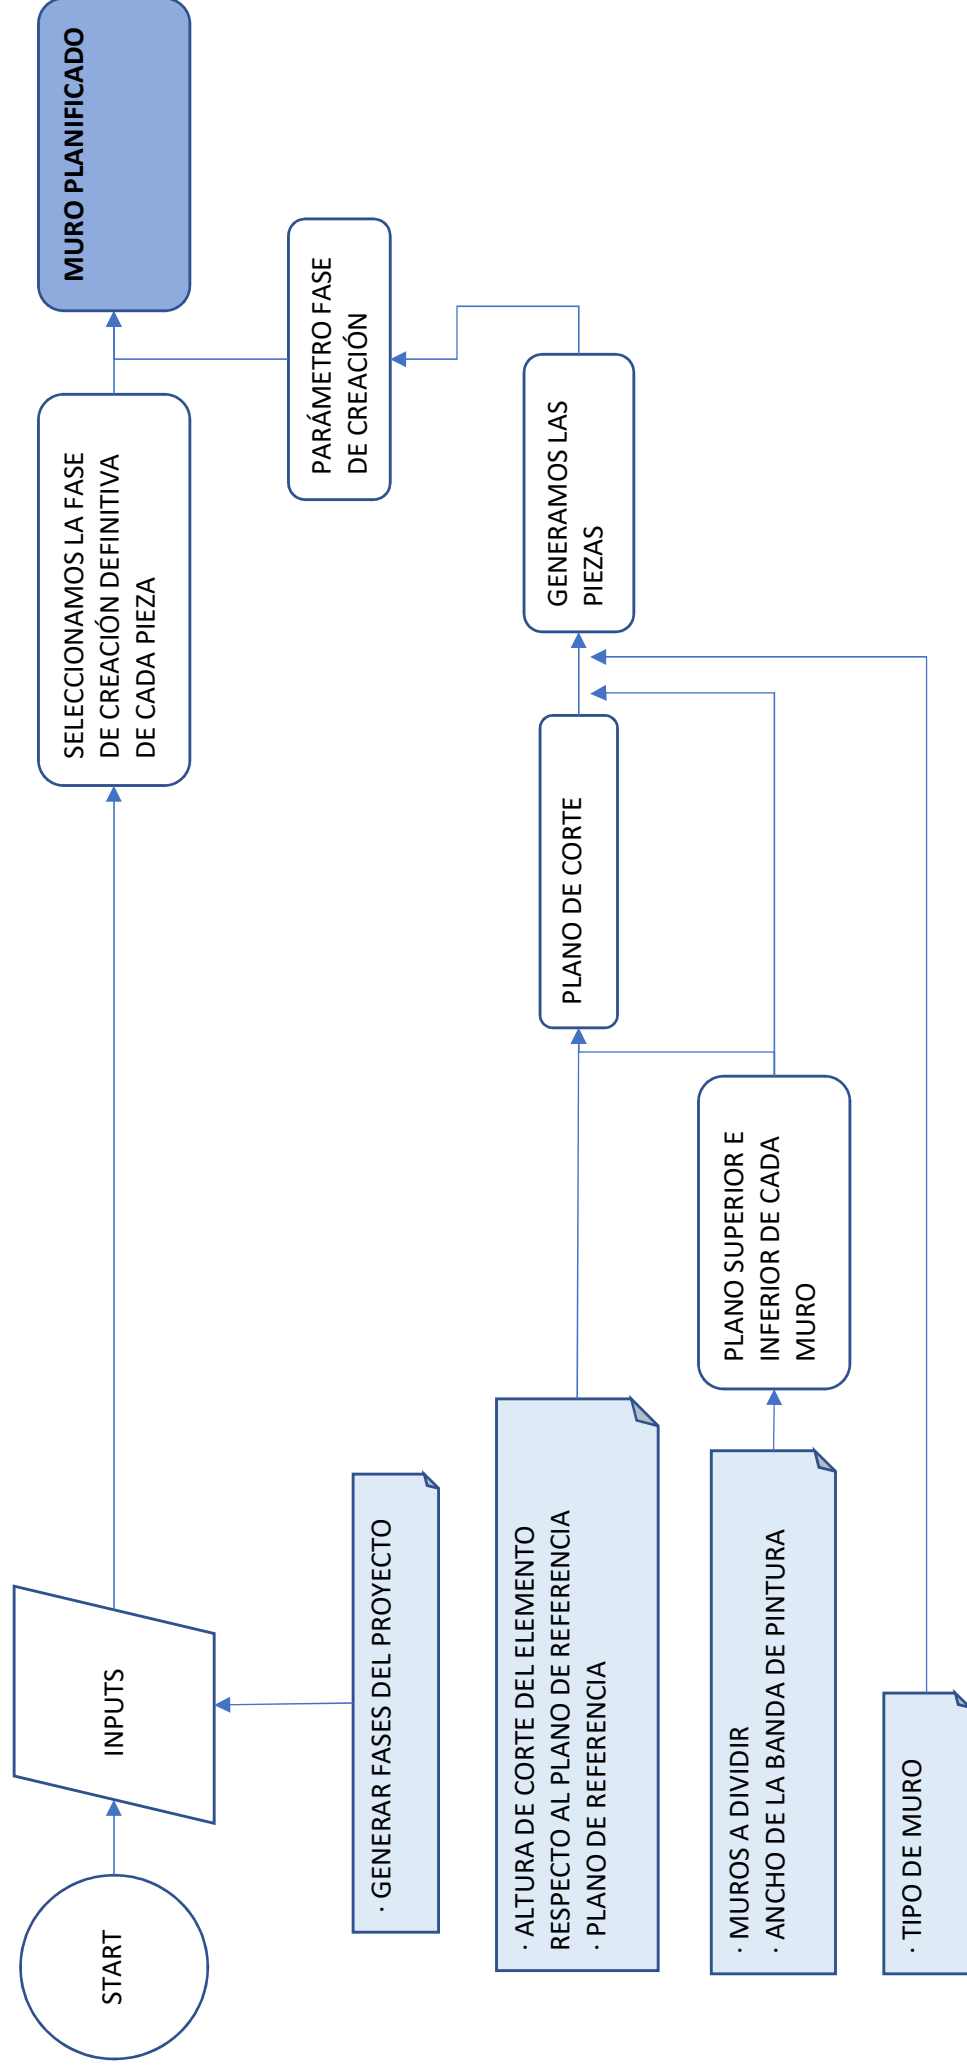 START
INPUTS
SELECCIONAMOS LA FASE
DE CREACIÓN DEFINITIVA
DE CADA PIEZA
MURO PLANIFICADO
· GENERAR FASES DEL PROYECTO
PARÁMETRO FASE
DE CREACIÓN
· ALTURA DE CORTE DEL ELEMENTO
RESPECTO AL PLANO DE REFERENCIA
· PLANO DE REFERENCIA
PLANO DE CORTE
GENERAMOS LAS
PIEZAS
· MUROS A DIVIDIR
· ANCHO DE LA BANDA DE PINTURA
PLANO SUPERIOR E
INFERIOR DE CADA
MURO
· TIPO DE MURO